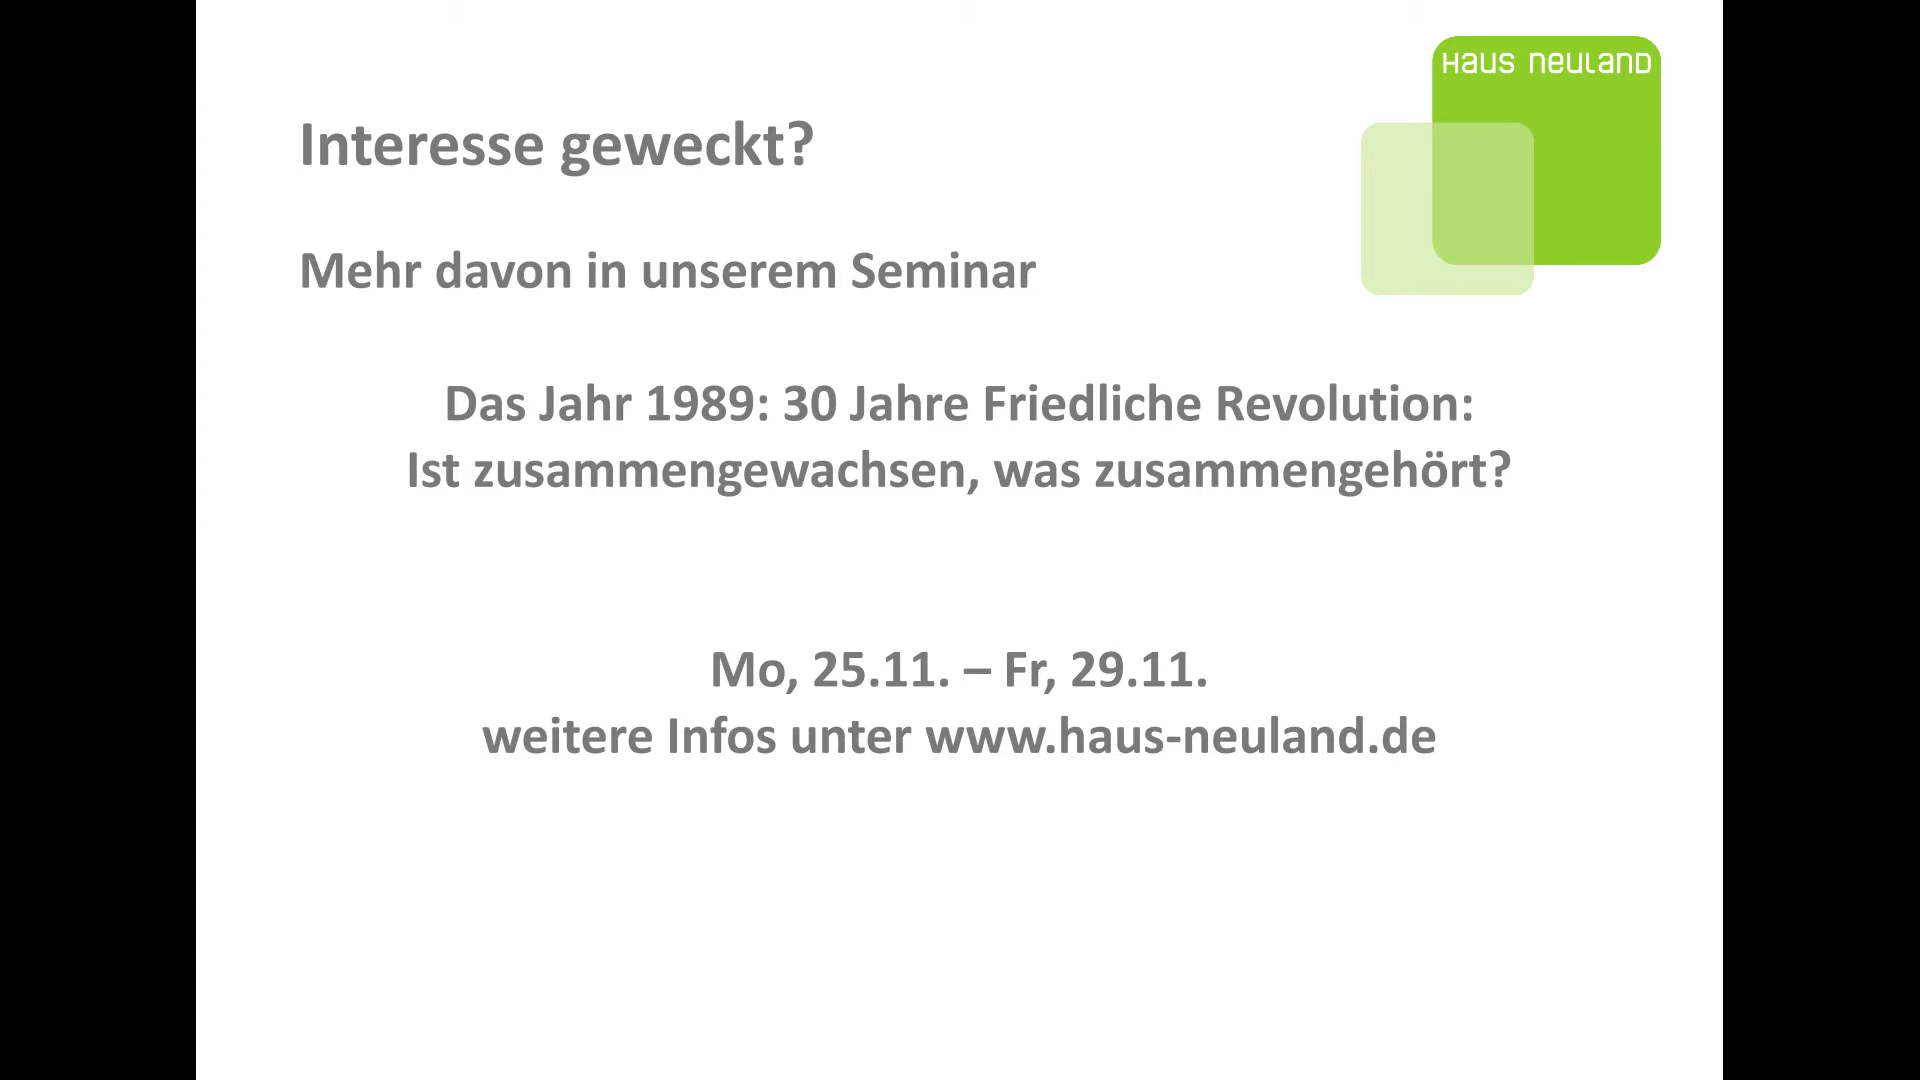 HAUS NEULAND
Interesse geweckt?
Mehr davon in unserem Seminar
Das Jahr 1989: 30 Jahre Friedliche Revolution:
Ist zusammengewachsen, was zusammengehört?
Mo, 25.11. – Fr, 29.11.
weitere Infos unter www.haus-neuland.de